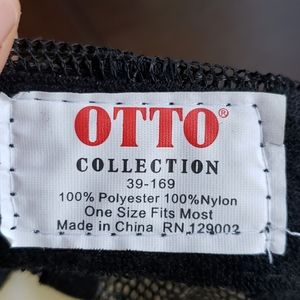 OTTO®
COLLECTION
39-169
100% Polyester 100%Nylon
One Size Fits Most
Made in China RN 129002